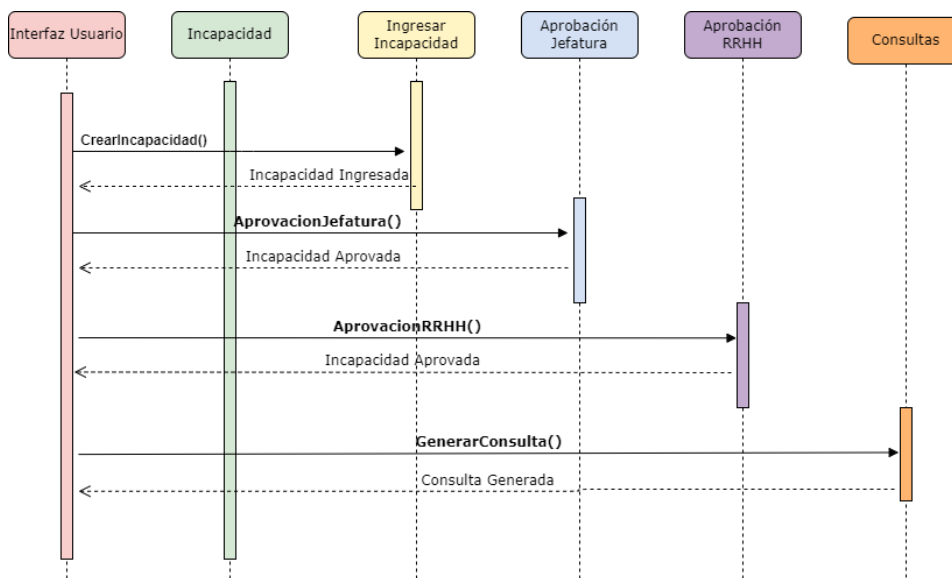 Interfaz Usuario
Incapacidad
Ingresar
Incapacidad
Aprobación
Jefatura
Aprobación
RRHH
Consultas
CrearIncapacidad()
Incapacidad Ingresada
AprovacionJefatura()
Incapacidad Aprovada
AprovacionRRHH()
Incapacidad Aprovada
GenerarConsulta()
Consulta Generada